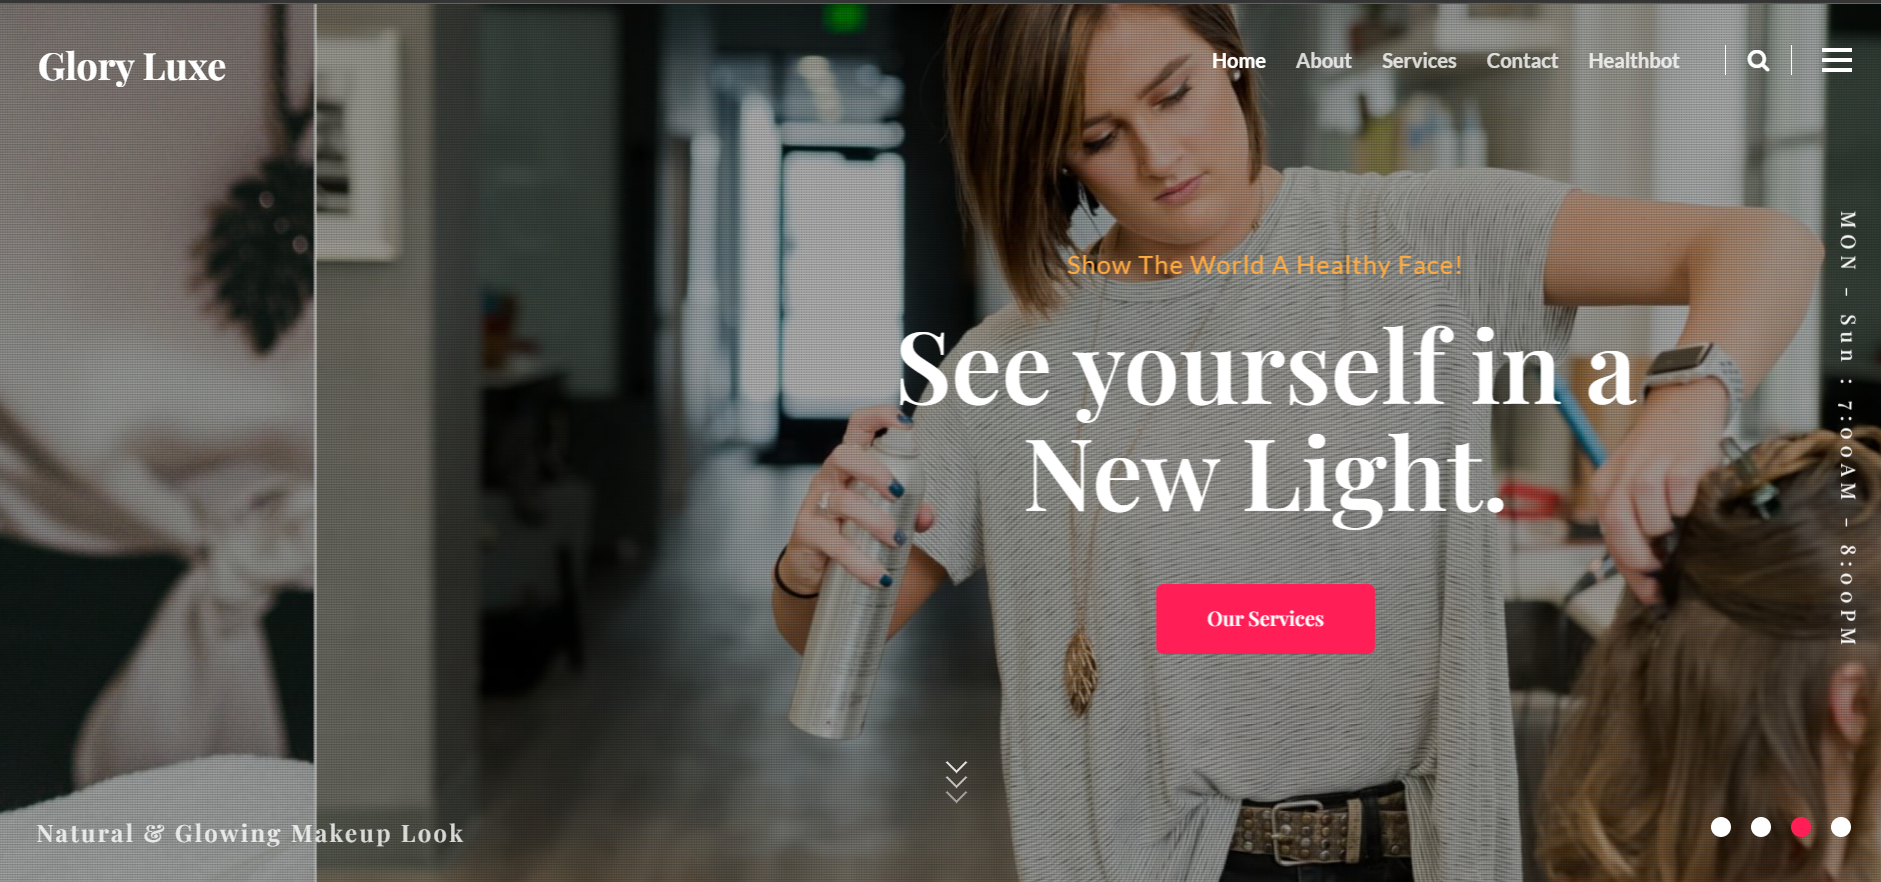 Glory Luxe
Home
About
Services
Contact
Healthbot
Show The World A Healthy Face!
See yourself in a
New Light.
Our Services
MON - Sun : 7:00AM - 8:00PM
Natural & Glowing Makeup Look